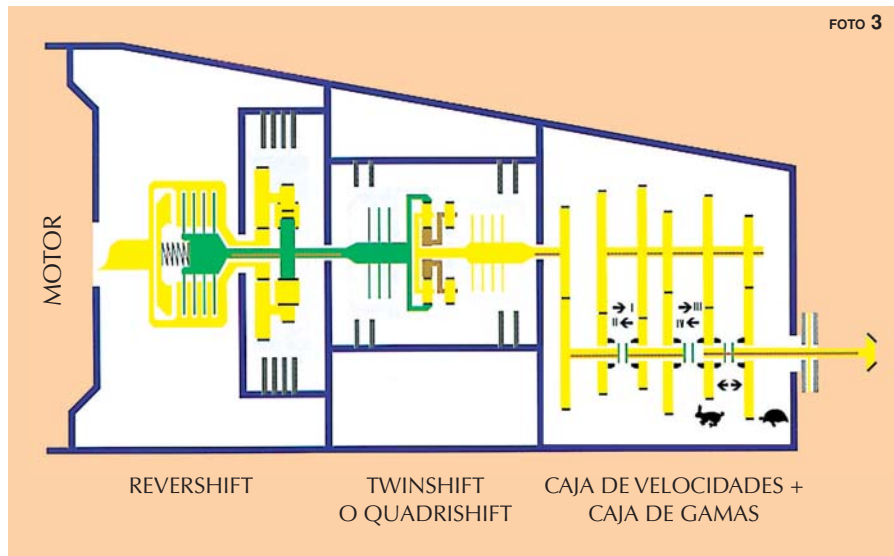 FOTO 3
MOTOR
I
II
III
IV
REVERSHIFT
TWINSHIFT
O QUADRISHIFT
CAJA DE VELOCIDADES +
CAJA DE GAMAS